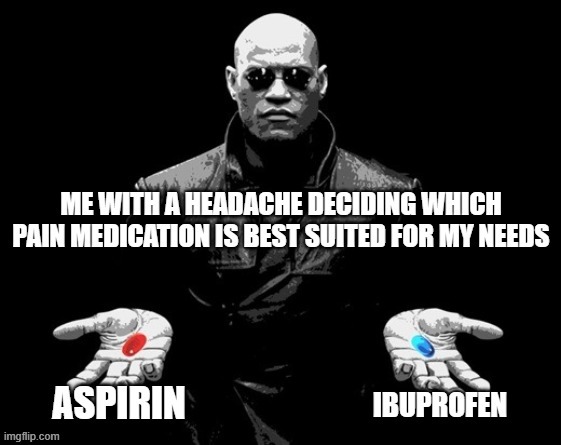 ME WITH A HEADACHE DECIDING WHICH
PAIN MEDICATION IS BEST SUITED FOR MY NEEDS
ASPIRIN
IBUPROFEN
imgflip.com